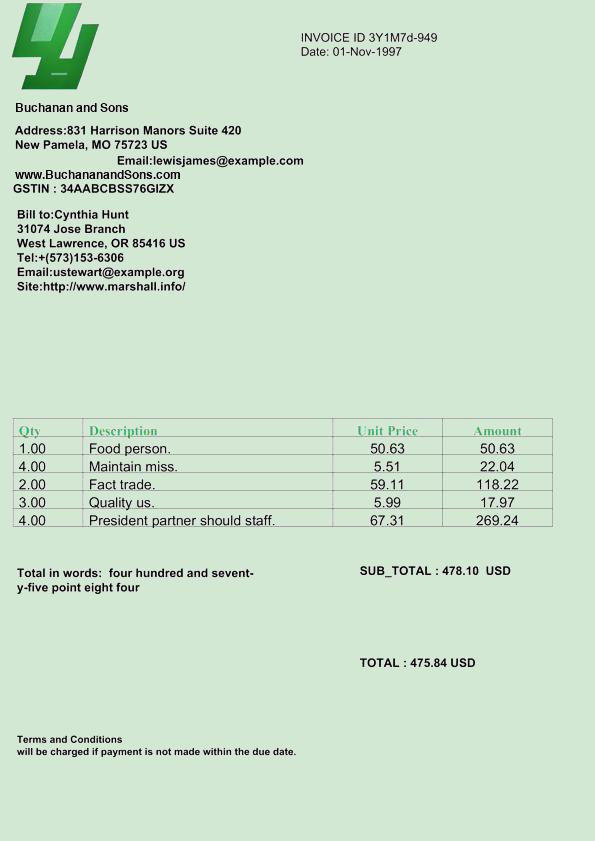 INVOICE ID 3Y1M7d-949
Date: 01-Nov-1997
Buchanan and Sons
Address:831 Harrison Manors Suite 420
New Pamela, MO 75723 US
Email:lewisjames@example.com
www.BuchananandSons.com
GSTIN : 34AABCBSS76GIZX
Bill to:Cynthia Hunt
31074 Jose Branch
West Lawrence, OR 85416 US
Tel:+(573)153-6306
Email:ustewart@example.org
Site:http://www.marshall.info/
Qty Description Unit Price Amount
1.00 Food person. 50.63 50.63
4.00 Maintain miss. 5.51 22.04
2.00 Fact trade. 59.11 118.22
3.00 Quality us. 5.99 17.97
4.00 President partner should staff. 67.31 269.24
Total in words:  four hundred and sevent-
y-five point eight four
SUB_TOTAL : 478.10  USD
TOTAL : 475.84 USD
Terms and Conditions
will be charged if payment is not made within the due date.